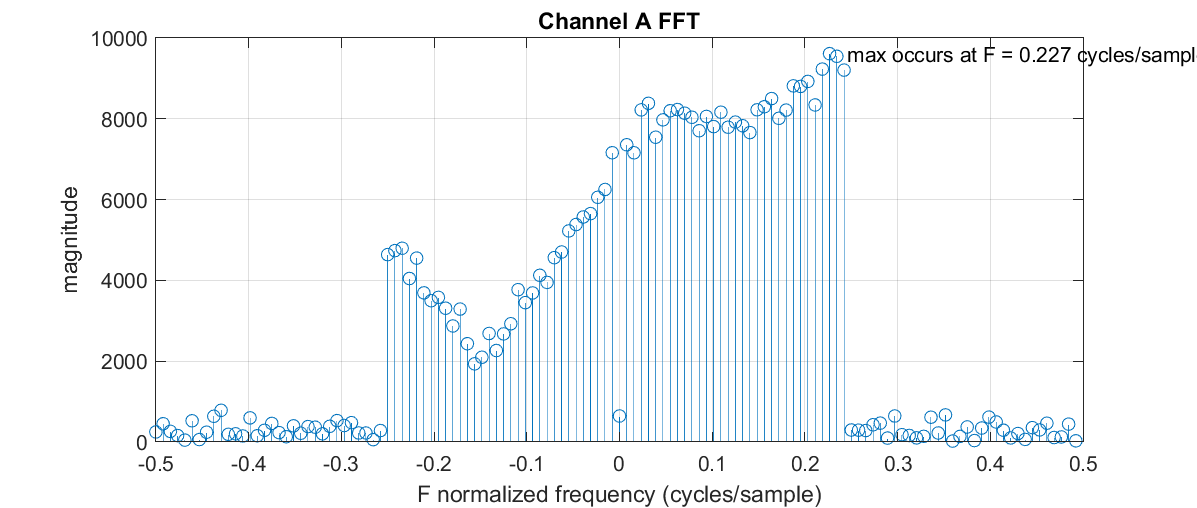 Channel A FFT
10000
max occurs at F = 0.227 cycles/sampl
8000
6000
magnitude
4000
2000
0
-0.5 -0.4 -0.3 -0.2 -0.1 0 0.1 0.2 0.3 0.4 0.5
F normalized frequency (cycles/sample)